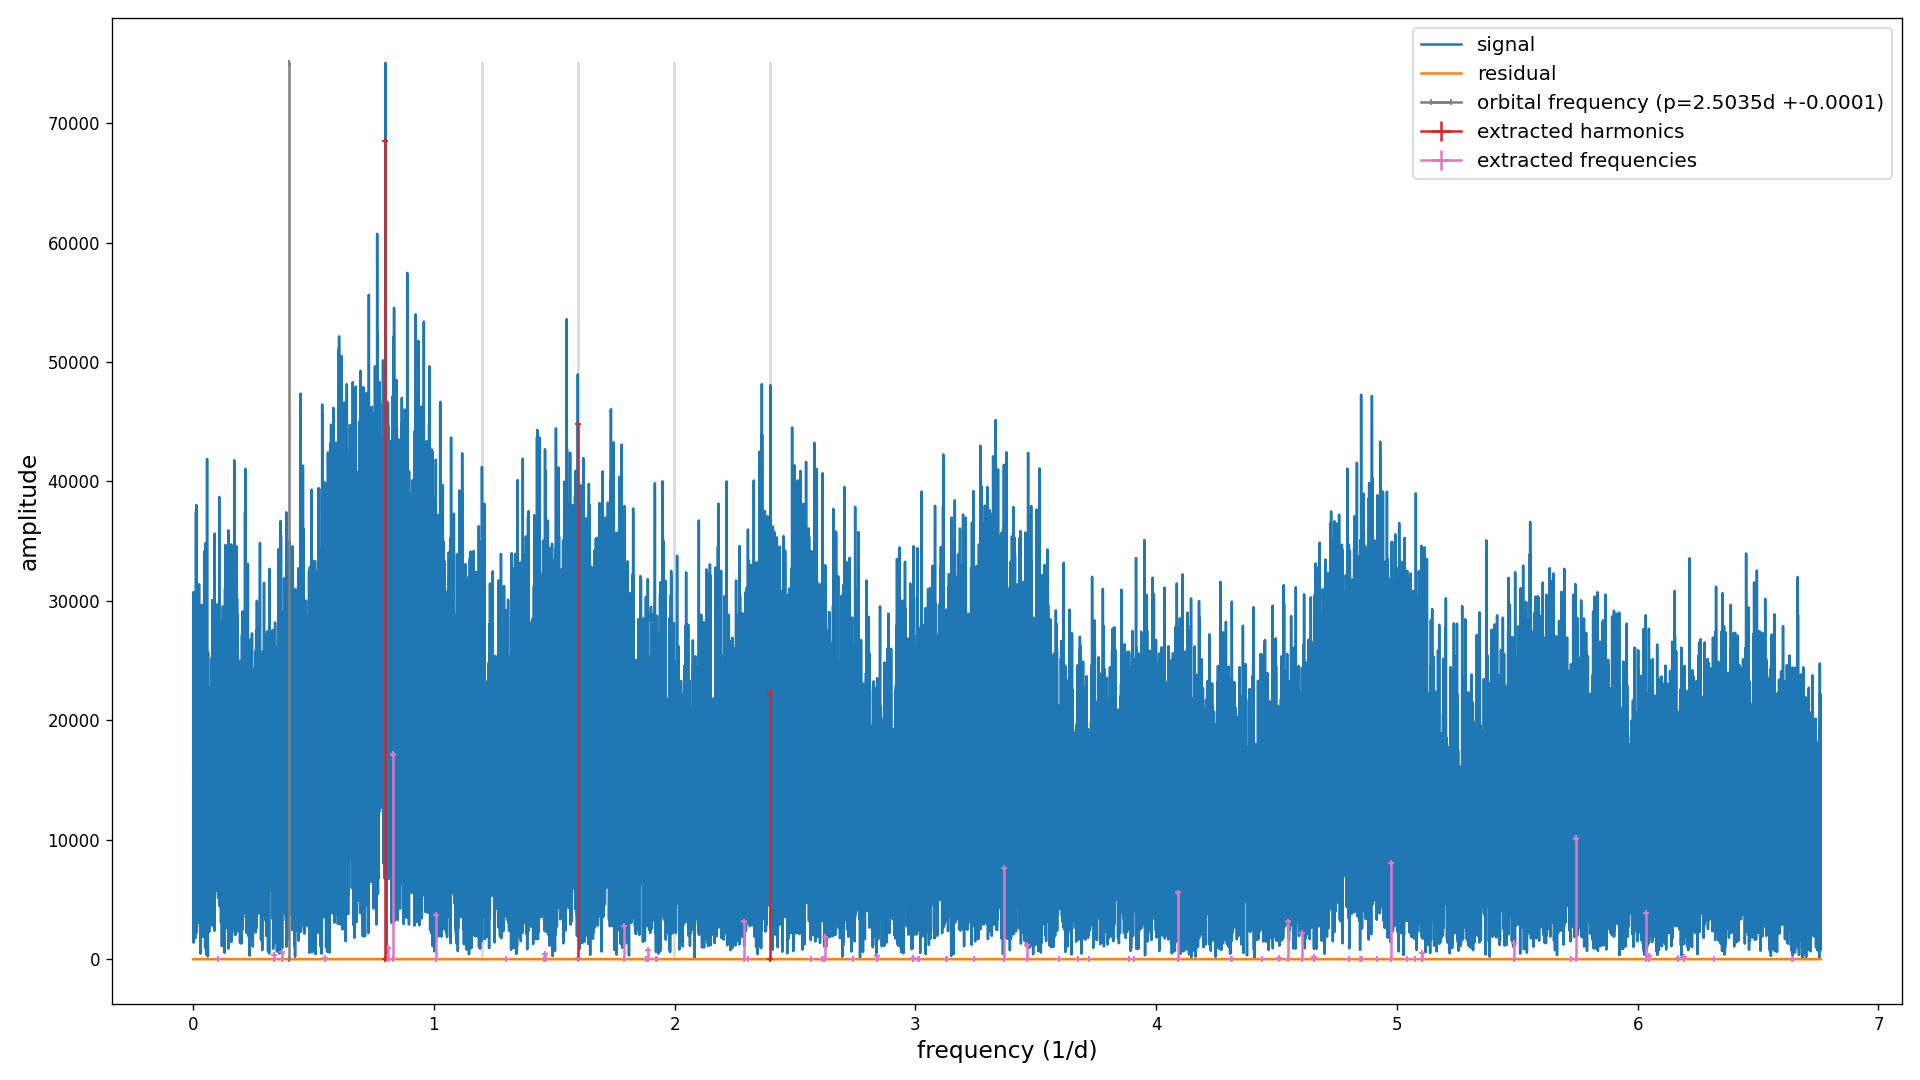 signal
residual
orbital frequency (p=2.5035d +-0.0001)
extracted harmonics
extracted frequencies
amplitude
70000
60000
50000
40000
30000
20000
10000
0
0 1 2 3 4 5 6 7
frequency (1/d)